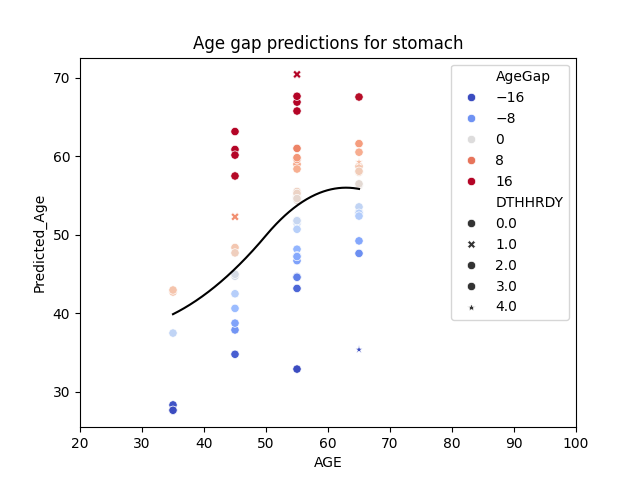 Age gap predictions for stomach
Predicted_Age
70
60
50
40
30
20 30 40 50 60 70 80 90 100
AGE
AgeGap
−16
−8
0
8
16
DTHHRDY
0.0
1.0
2.0
3.0
4.0